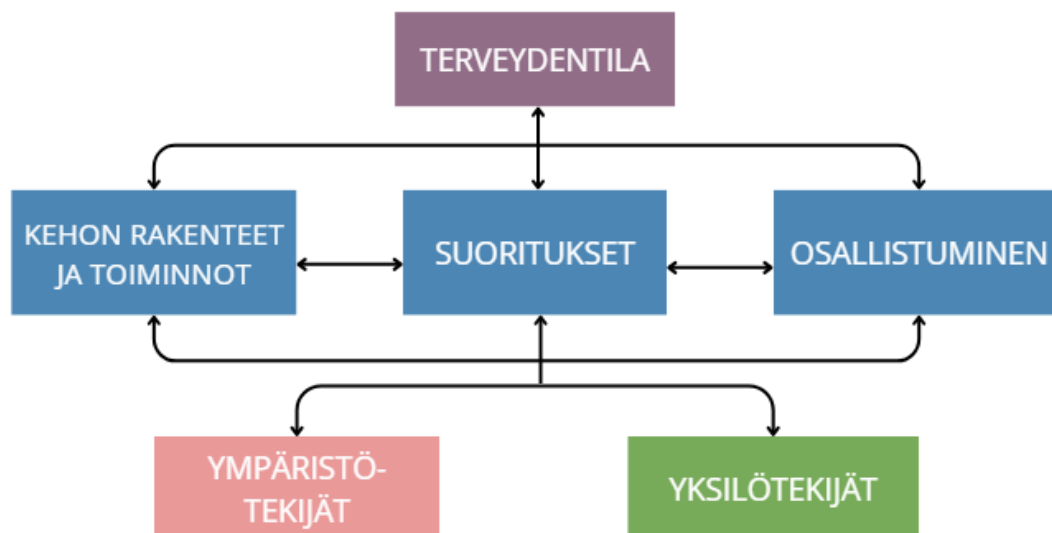 TERVEYDENTILA
KEHON RAKENTEET
JA TOIMINNOT
SUORITUKSET
OSALLISTUMINEN
YMPÄRISTÖ-
TEKIJÄT
YKSILÖTEKIJÄT